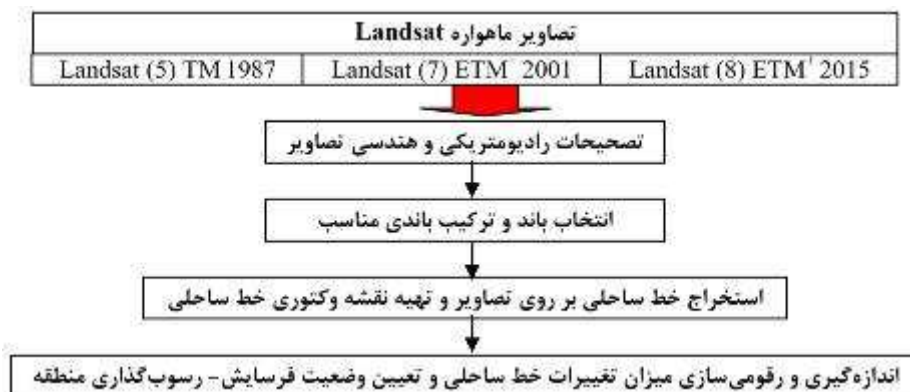 تصاویر ماهواره Landsat
Landsat (5) TM 1987 Landsat (7) ETM 2001 Landsat (8) ETM+ 2015
تصحیحات رادیومتریکی و هندسی تصاویر
انتخاب باند و ترکیب باندی مناسب
استخراج خط ساحلی بر روی تصاویر و تهیه نقشه وکتوری خط ساحلی
اندازه‌گیری و رقومی‌سازی میزان تغییرات خط ساحلی و تعیین وضعیت فرسایش- رسوب‌گذاری منطقه